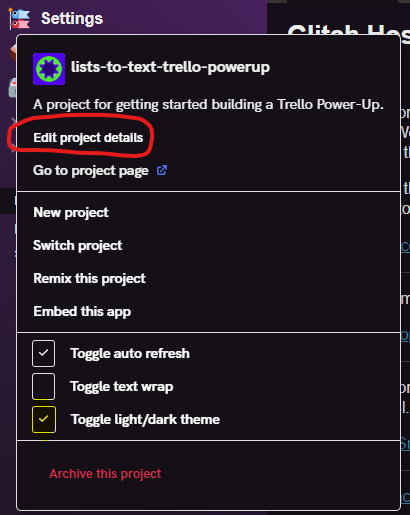 Settings
Glitch Hos
lists-to-text-trello-powerup
A project for getting started building a Trello Power-Up.
Edit project details
Go to project page
New project
Switch project
Remix this project
Embed this app
Toggle auto refresh
Toggle text wrap
Toggle light/dark theme
Archive this project